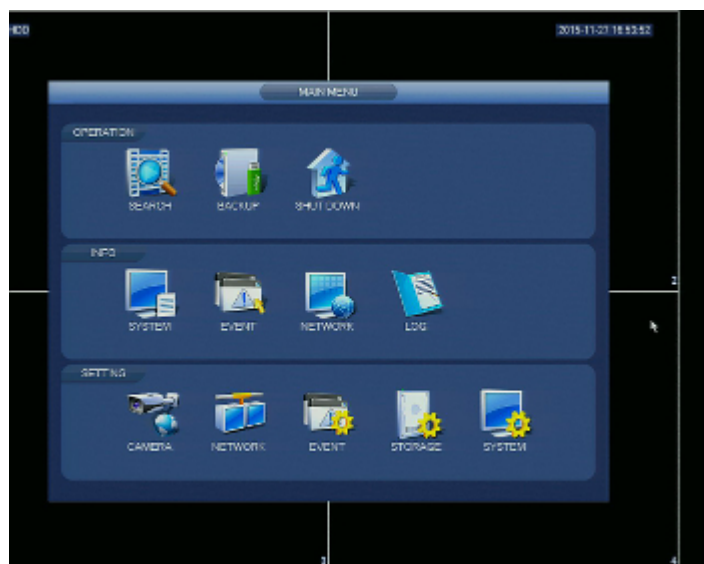 HDD
2015-11-27 16:53:52
MAIN MENU
OPERATION
SEARCH
BACKUP
SHUTDOWN
INFO
SYSTEM
EVENT
NETWORK
LOG
2
SETTING
CAMERA
NETWORK
EVENT
STORAGE
SYSTEM
3
4